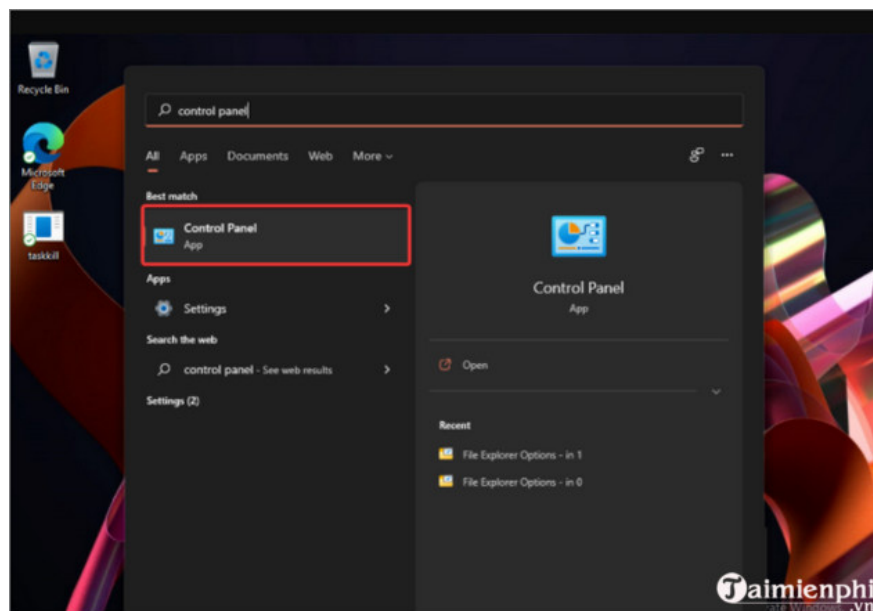 Recycle Bin
Microsoft
Edge
taskkill
control panel
All Apps Documents Web More
Best match
Control Panel
App
Apps
Settings
Search the web
control panel - See web results
Settings (2)
Control Panel
App
Open
Recent
File Explorer Options - in 1
File Explorer Options - in 0
Taimienphi
.vn